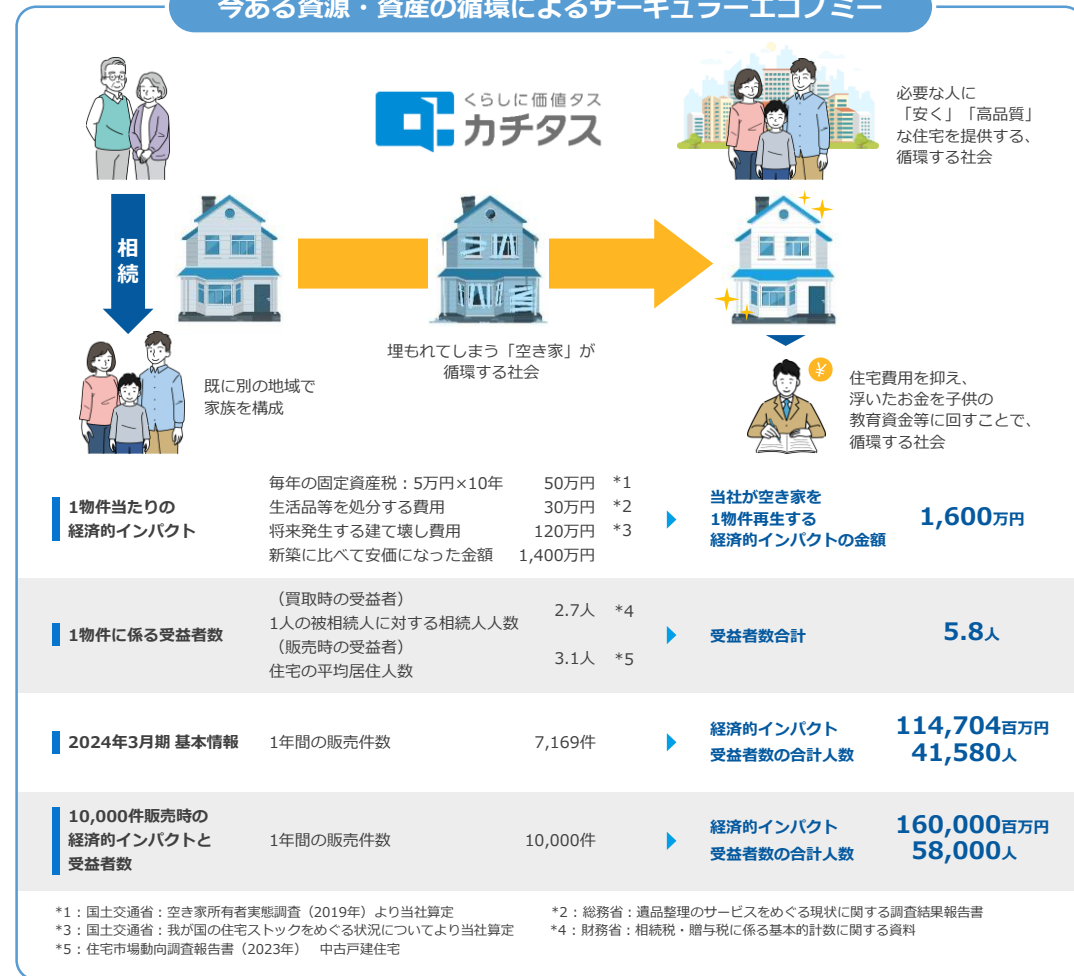 今ある資源・資産の循環によるサーキュラーエコノミー
くらしに価値タス
カチタス
必要な人に
「安く」「高品質」
な住宅を提供する、
循環する社会
相続
埋もれてしまう「空き家」が
循環する社会
既に別の地域で
家族を構成
¥
住宅費用を抑え、
浮いたお金を子供の
教育資金等に回すことで、
循環する社会
1物件当たりの
経済的インパクト
毎年の固定資産税：5万円×10年 50万円 *1
生活品等を処分する費用 30万円 *2
将来発生する建て壊し費用 120万円 *3
新築に比べて安価になった金額 1,400万円
当社が空き家を
1物件再生する
経済的インパクトの金額
1,600万円
1物件に係る受益者数
（買取時の受益者）
1人の被相続人に対する相続人人数 2.7人 *4
（販売時の受益者）
住宅の平均居住人数 3.1人 *5
受益者数合計 5.8人
2024年3月期 基本情報
1年間の販売件数 7,169件
経済的インパクト 114,704百万円
受益者数の合計人数 41,580人
10,000件販売時の
経済的インパクトと
受益者数
1年間の販売件数 10,000件
経済的インパクト 160,000百万円
受益者数の合計人数 58,000人
*1：国土交通省：空き家所有者実態調査（2019年）より当社算定
*2：総務省：遺品整理のサービスをめぐる現状に関する調査結果報告書
*3：国土交通省：我が国の住宅ストックをめぐる状況についてより当社算定
*4：財務省：相続税・贈与税に係る基本的計数に関する資料
*5：住宅市場動向調査報告書（2023年） 中古戸建住宅